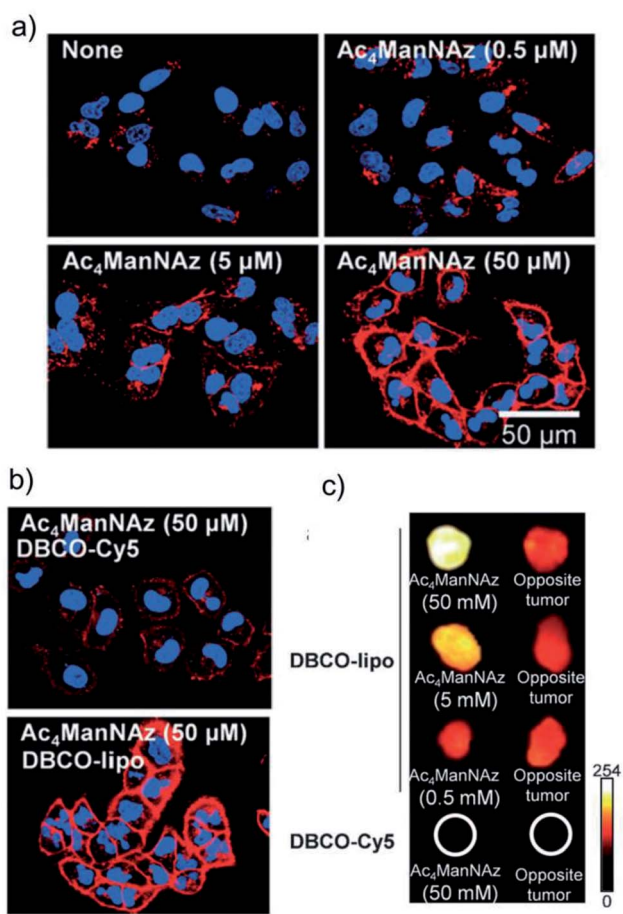 a)
None
Ac₄ManNAz (0.5 µM)
Ac₄ManNAz (5 µM)
Ac₄ManNAz (50 µM)
50 µm
b)
Ac₄ManNAz (50 µM)
DBCO-Cy5
Ac₄ManNAz (50 µM)
DBCO-lipo
c)
DBCO-lipo
Ac₄ManNAz
(50 mM)
Opposite
tumor
Ac₄ManNAz
(5 mM)
Opposite
tumor
Ac₄ManNAz
(0.5 mM)
Opposite
tumor
DBCO-Cy5
Ac₄ManNAz
(50 mM)
Opposite
tumor
254
0